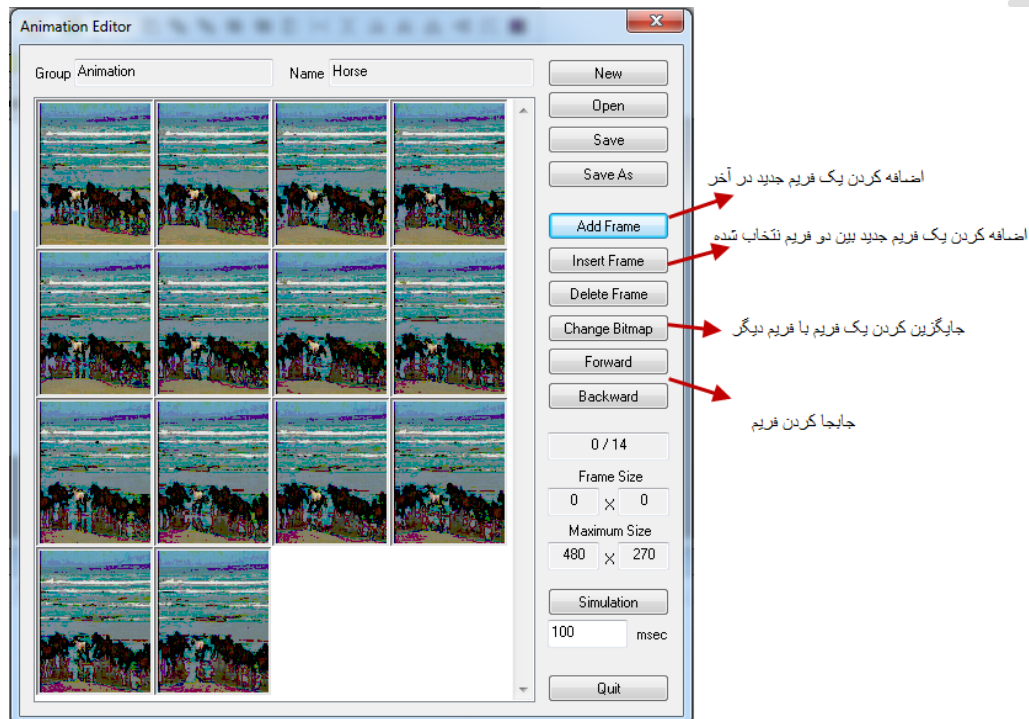 Animation Editor
Group Animation Name Horse
New
Open
Save
Save As
اضافه کردن یک فریم جدید در آخر
Add Frame
اضافه کردن یک فریم جدید بین دو فریم نتخاب شده
Insert Frame
Delete Frame
Change Bitmap
جایگزین کردن یک فریم با فریم دیگر
Forward
Backward
جابجا کردن فریم
0 / 14
Frame Size
0 X 0
Maximum Size
480 X 270
Simulation
100 msec
Quit